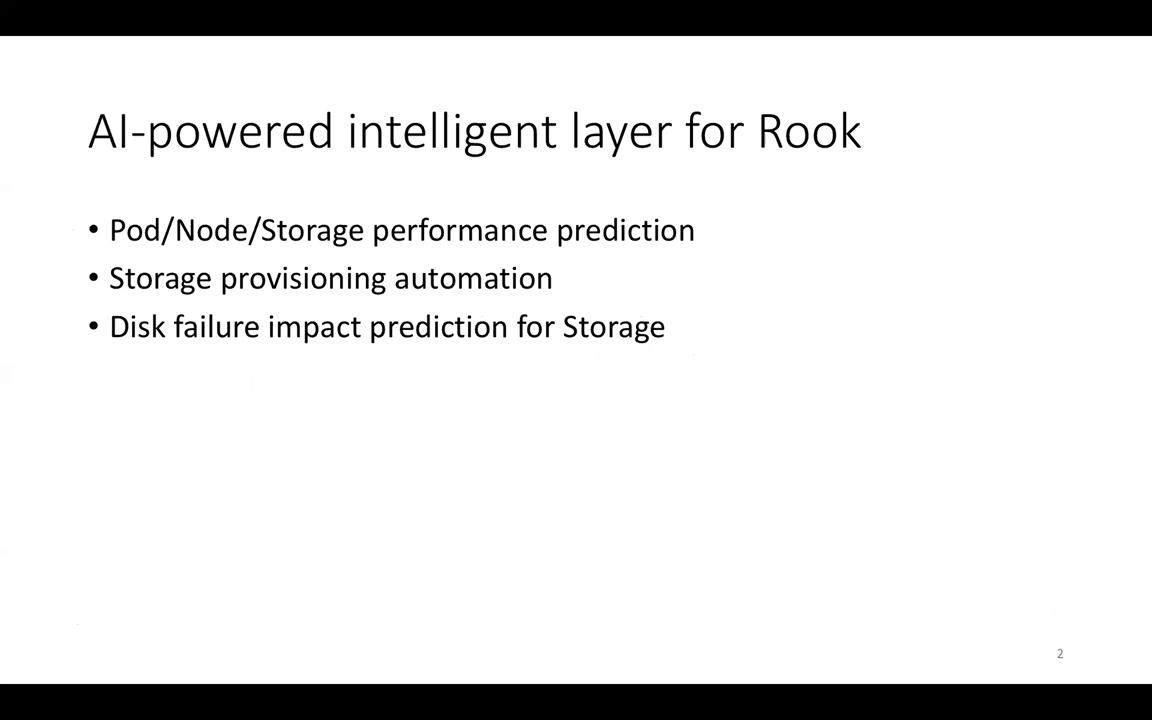 AI-powered intelligent layer for Rook
• Pod/Node/Storage performance prediction
• Storage provisioning automation
• Disk failure impact prediction for Storage
2